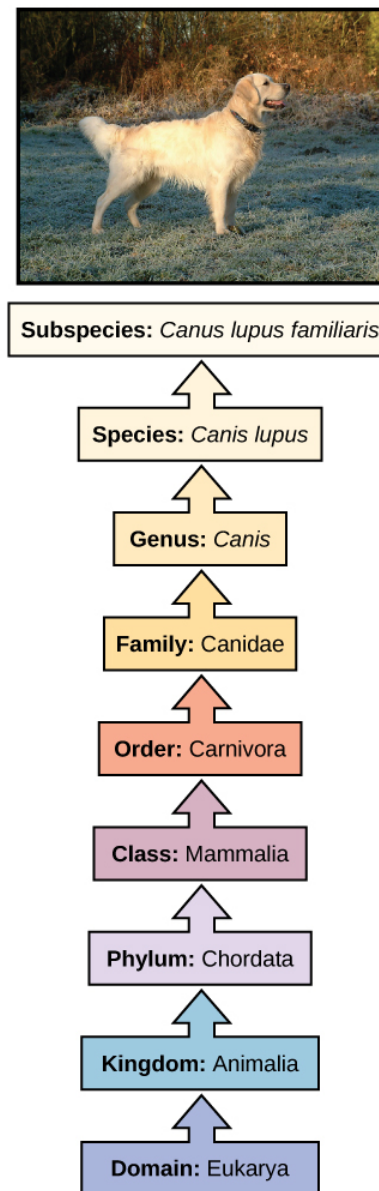 Subspecies: Canus lupus familiaris
Species: Canis lupus
Genus: Canis
Family: Canidae
Order: Carnivora
Class: Mammalia
Phylum: Chordata
Kingdom: Animalia
Domain: Eukarya